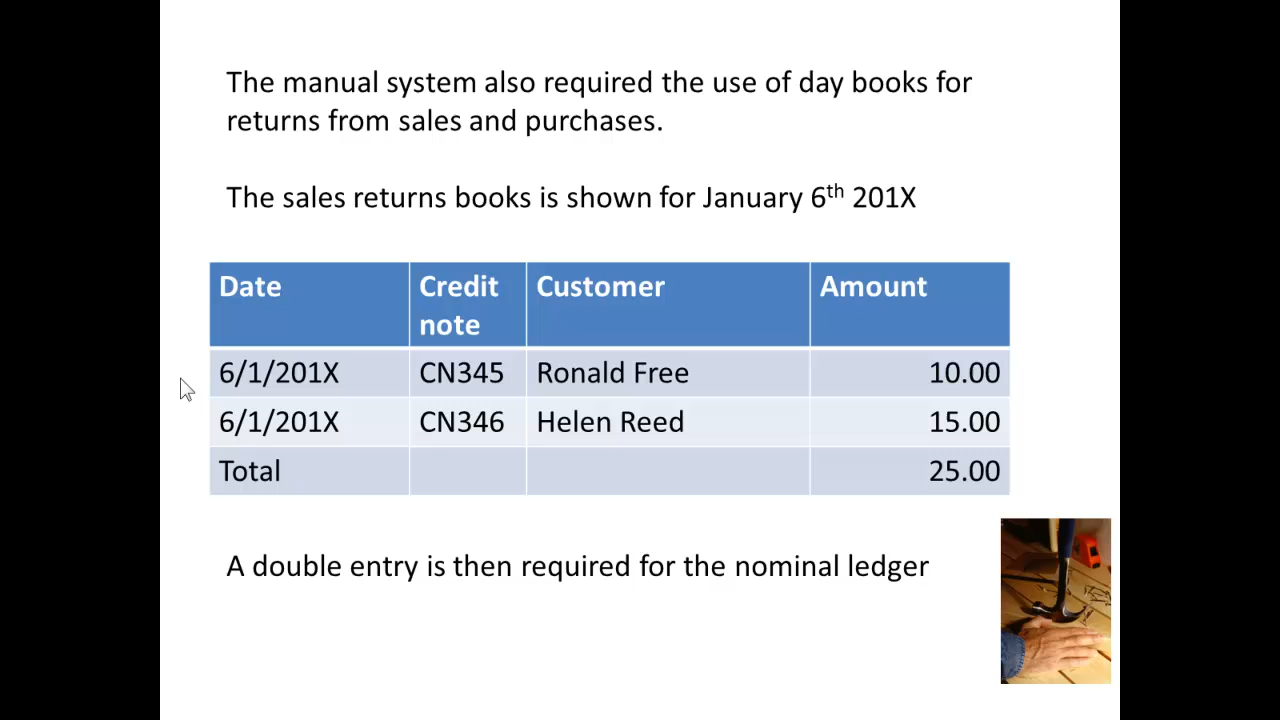 The manual system also required the use of day books for
returns from sales and purchases.
The sales returns books is shown for January 6th 201X
Date Credit note Customer Amount
6/1/201X CN345 Ronald Free 10.00
6/1/201X CN346 Helen Reed 15.00
Total 25.00
A double entry is then required for the nominal ledger